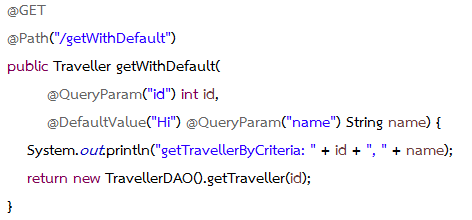 @GET
@Path("/getWithDefault")
public Traveller getWithDefault(
@QueryParam("id") int id,
@DefaultValue("Hi") @QueryParam("name") String name) {
System.out.println("getTravellerByCriteria: " + id + ", " + name);
return new TravellerDAO().getTraveller(id);
}